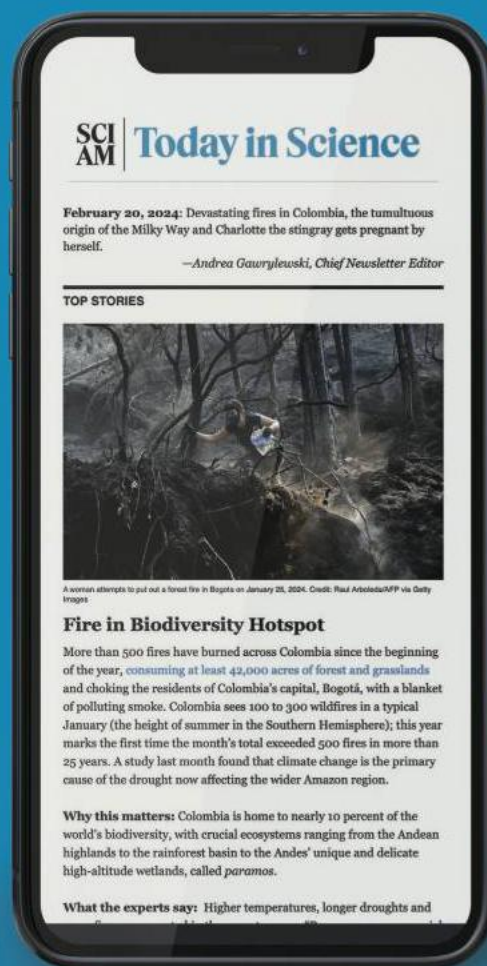 SCI
AM
Today in Science
February 20, 2024: Devastating fires in Colombia, the tumultuous
origin of the Milky Way and Charlotte the stingray gets pregnant by
herself.
—Andrea Gawrylewski, Chief Newsletter Editor
TOP STORIES
A woman attempts to put out a forest fire in Bogota on January 25, 2024. Credit: Raul Arboleda/AFP via Getty
Images
Fire in Biodiversity Hotspot
More than 500 fires have burned across Colombia since the beginning
of the year, consuming at least 42,000 acres of forest and grasslands
and choking the residents of Colombia's capital, Bogotá, with a blanket
of polluting smoke. Colombia sees 100 to 300 wildfires in a typical
January (the height of summer in the Southern Hemisphere); this year
marks the first time the month's total exceeded 500 fires in more than
25 years. A study last month found that climate change is the primary
cause of the drought now affecting the wider Amazon region.
Why this matters: Colombia is home to nearly 10 percent of the
world's biodiversity, with crucial ecosystems ranging from the Andean
highlands to the rainforest basin to the Andes' unique and delicate
high-altitude wetlands, called paramos.
What the experts say: Higher temperatures, longer droughts and